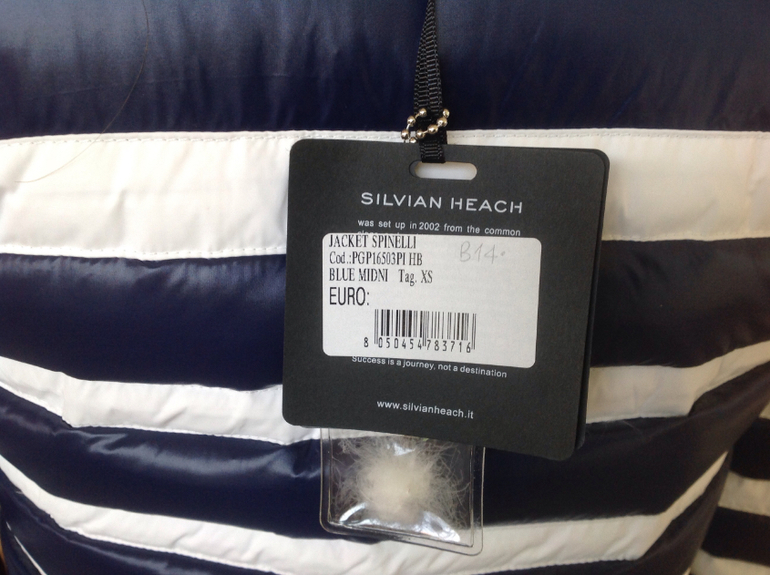 SILVIAN HEACH
was set up in 2002 from the common
JACKET SPINELLI
B14.
Cod.:PGP16503PI HB
BLUE MIDNI Tag. XS
EURO:
8 050454 783716
Success is a journey, not a destination
www.silvianheach.it